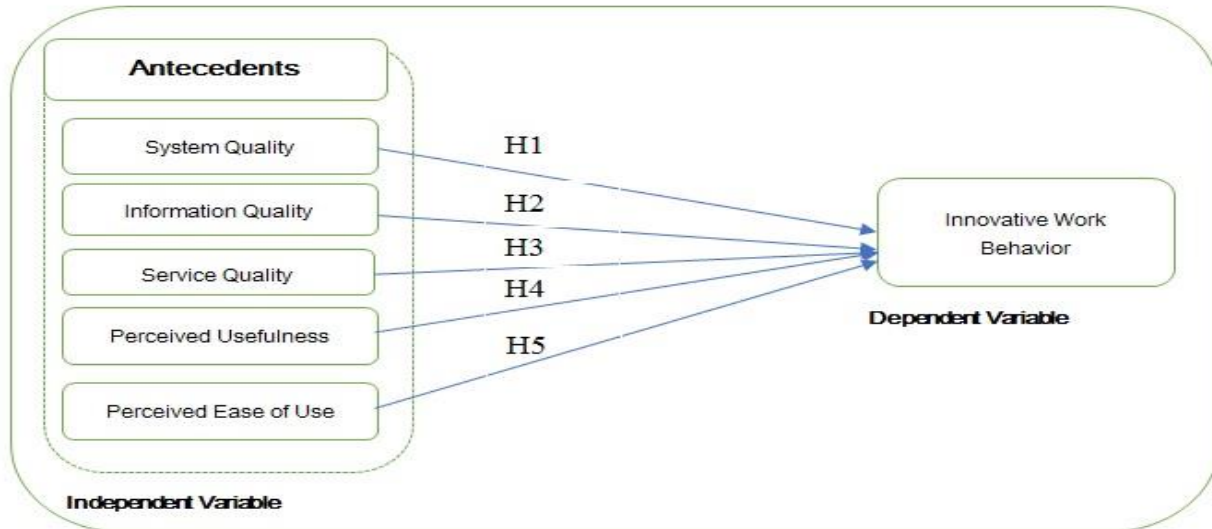 Antecedents
System Quality
Information Quality
Service Quality
Perceived Usefulness
Perceived Ease of Use
Independent Variable
H1
H2
H3
H4
H5
Innovative Work
Behavior
Dependent Variable